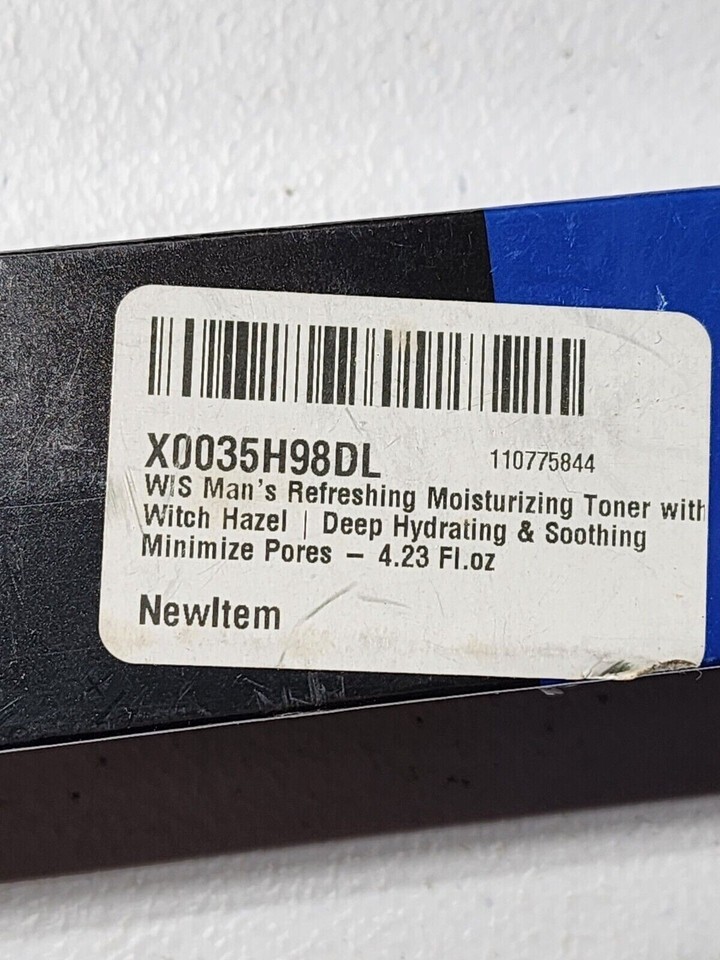 X0035H98DL 110775844
WIS Man's Refreshing Moisturizing Toner with
Witch Hazel | Deep Hydrating & Soothing
Minimize Pores – 4.23 Fl.oz
NewItem